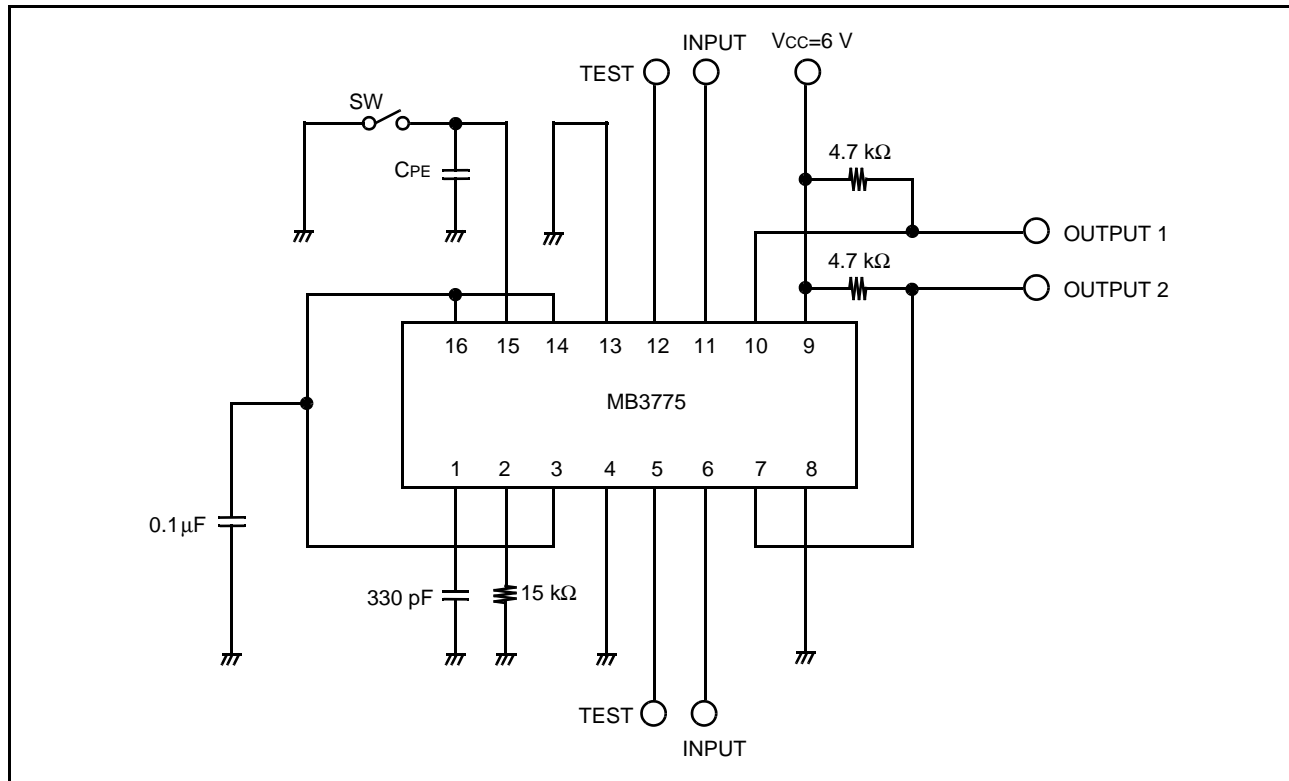 INPUT
VCC=6 V
TEST
SW
4.7 kΩ
CPE
OUTPUT 1
4.7 kΩ
OUTPUT 2
16 15 14 13 12 11 10 9
MB3775
1 2 3 4 5 6 7 8
0.1 µF
330 pF
15 kΩ
TEST
INPUT